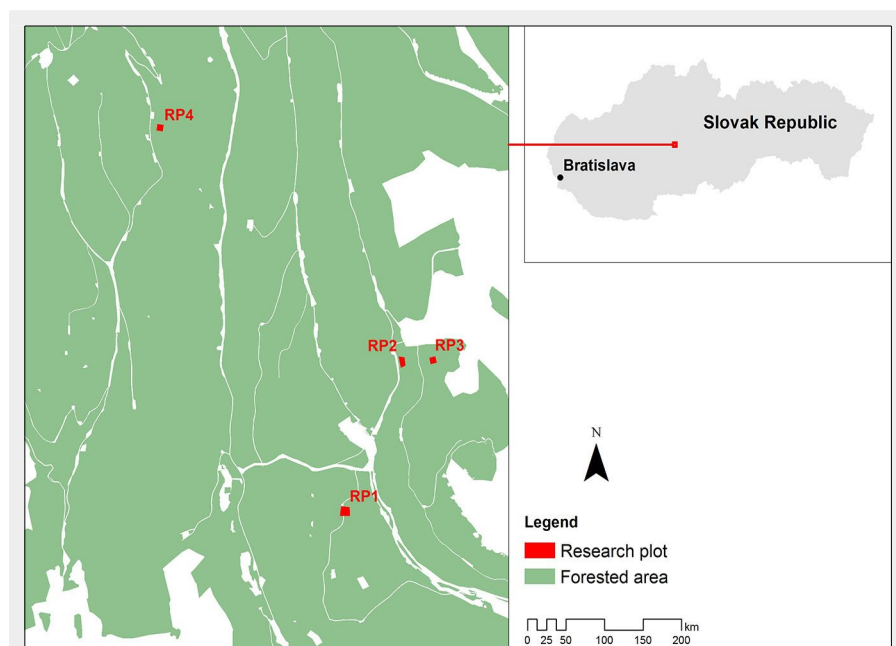 RP4
RP2
RP3
RP1
Slovak Republic
Bratislava
N
Legend
Research plot
Forested area
km
0 25 50 100 150 200